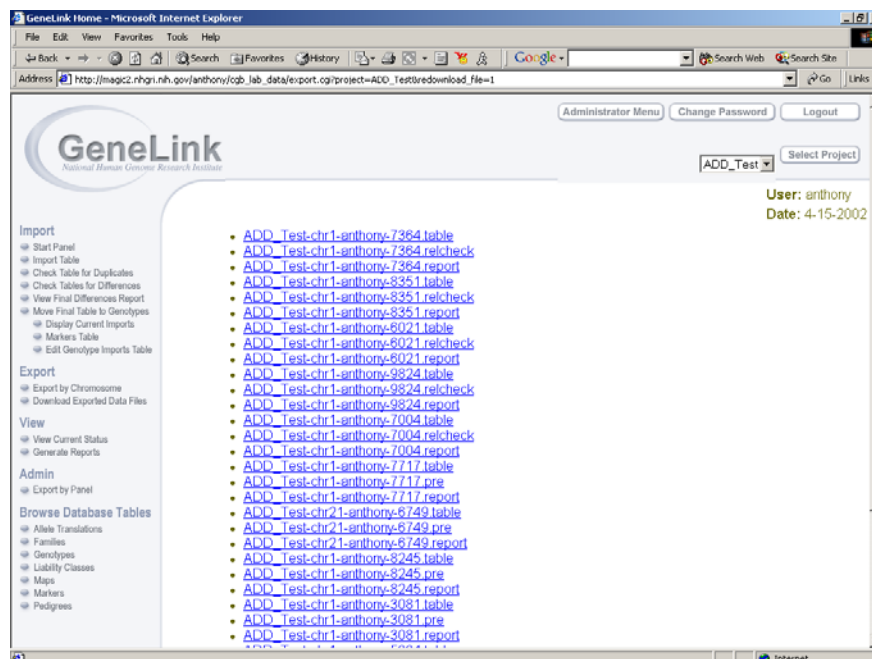 GeneLink Home - Microsoft Internet Explorer
File Edit View Favorites Tools Help
Back Search Favorites History Google Search Web Search Site
Address http://magic2.nhgri.nih.gov/anthony/cgb_lab_data/export.cgi?project=ADD_Test&redownload_file=1 Go Links
Administrator Menu Change Password Logout
GeneLink
National Human Genome Research Institute
ADD_Test Select Project
User: anthony
Date: 4-15-2002
Import
Start Panel
Import Table
Check Table for Duplicates
Check Tables for Differences
View Final Differences Report
Move Final Table to Genotypes
Display Current Imports
Markers Table
Edit Genotype Imports Table
Export
Export by Chromosome
Download Exported Data Files
View
View Current Status
Generate Reports
Admin
Export by Panel
Browse Database Tables
Allele Translations
Families
Genotypes
Liability Classes
Maps
Markers
Pedigrees
ADD_Test-chr1-anthony-7364.table
ADD_Test-chr1-anthony-7364.relcheck
ADD_Test-chr1-anthony-7364.report
ADD_Test-chr1-anthony-8351.table
ADD_Test-chr1-anthony-8351.relcheck
ADD_Test-chr1-anthony-8351.report
ADD_Test-chr1-anthony-6021.table
ADD_Test-chr1-anthony-6021.relcheck
ADD_Test-chr1-anthony-6021.report
ADD_Test-chr1-anthony-9824.table
ADD_Test-chr1-anthony-9824.relcheck
ADD_Test-chr1-anthony-9824.report
ADD_Test-chr1-anthony-7004.table
ADD_Test-chr1-anthony-7004.relcheck
ADD_Test-chr1-anthony-7004.report
ADD_Test-chr1-anthony-7717.table
ADD_Test-chr1-anthony-7717.pre
ADD_Test-chr1-anthony-7717.report
ADD_Test-chr21-anthony-6749.table
ADD_Test-chr21-anthony-6749.pre
ADD_Test-chr21-anthony-6749.report
ADD_Test-chr1-anthony-8245.table
ADD_Test-chr1-anthony-8245.pre
ADD_Test-chr1-anthony-8245.report
ADD_Test-chr1-anthony-3081.table
ADD_Test-chr1-anthony-3081.pre
ADD_Test-chr1-anthony-3081.report
Internet